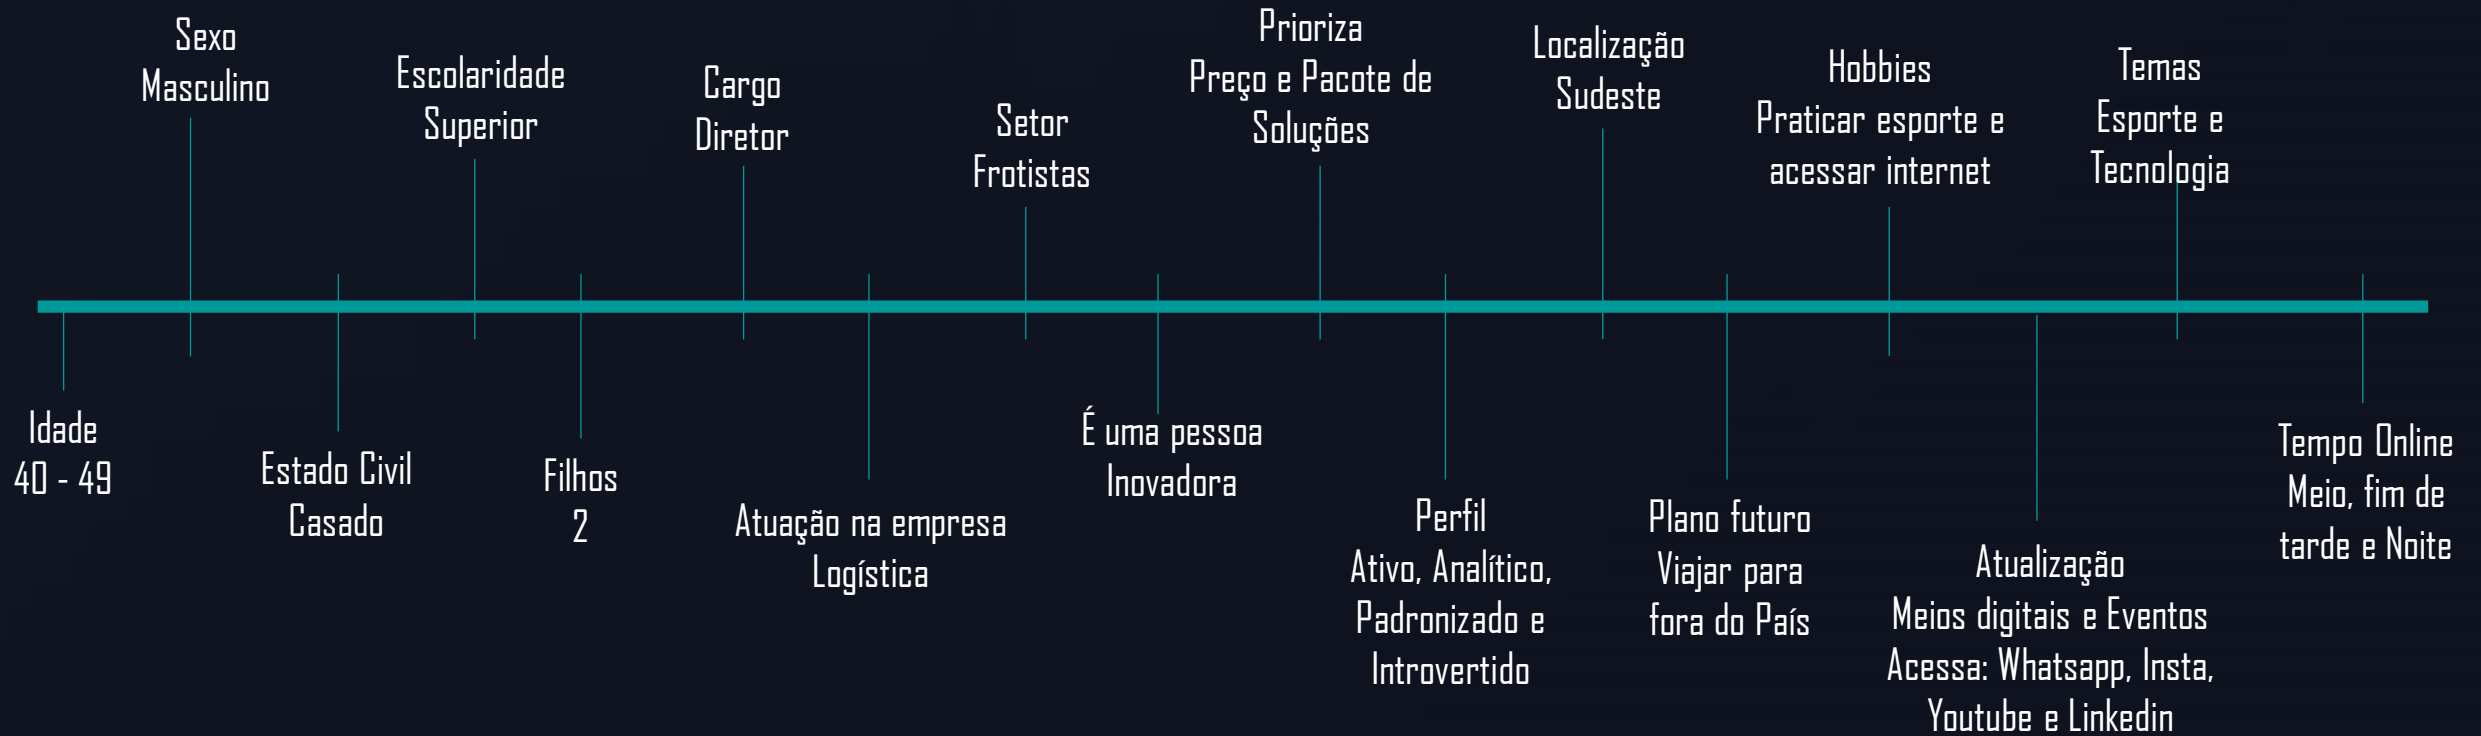 Idade
40 - 49
Sexo
Masculino
Estado Civil
Casado
Escolaridade
Superior
Filhos
2
Cargo
Diretor
Atuação na empresa
Logística
Setor
Frotistas
É uma pessoa
Inovadora
Prioriza
Preço e Pacote de
Soluções
Perfil
Ativo, Analítico,
Padronizado e
Introvertido
Localização
Sudeste
Plano futuro
Viajar para
fora do País
Hobbies
Praticar esporte e
acessar internet
Atualização
Meios digitais e Eventos
Acessa: Whatsapp, Insta,
Youtube e Linkedin
Temas
Esporte e
Tecnologia
Tempo Online
Meio, fim de
tarde e Noite